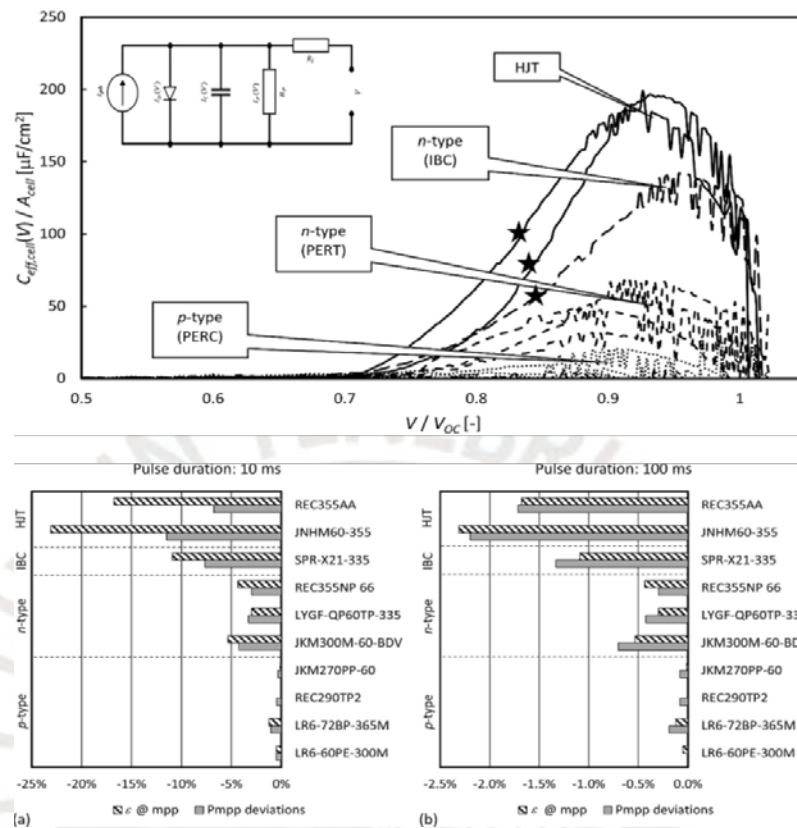 250
200
150
100
50
0
C_eff,cell(V) / A_cell [µF/cm²]
HJT
n-type
(IBC)
n-type
(PERT)
p-type
(PERC)
0.5 0.6 0.7 0.8 0.9 1
V / V_OC [-]
Pulse duration: 10 ms
HJT
IBC
n-type
p-type
REC355AA
JNHM60-355
SPR-X21-335
REC355NP 66
LYGF-QP60TP-335
JKM300M-60-BDV
JKM270PP-60
REC290TP2
LR6-72BP-365M
LR6-60PE-300M
-25% -20% -15% -10% -5% 0%
(a)
ε @ mpp Pmpp deviations
Pulse duration: 100 ms
HJT
IBC
n-type
p-type
REC355AA
JNHM60-355
SPR-X21-335
REC355NP 66
LYGF-QP60TP-33
JKM300M-60-BD
JKM270PP-60
REC290TP2
LR6-72BP-365M
LR6-60PE-300M
-2.5% -2.0% -1.5% -1.0% -0.5% 0.0%
(b)
ε @ mpp Pmpp deviations